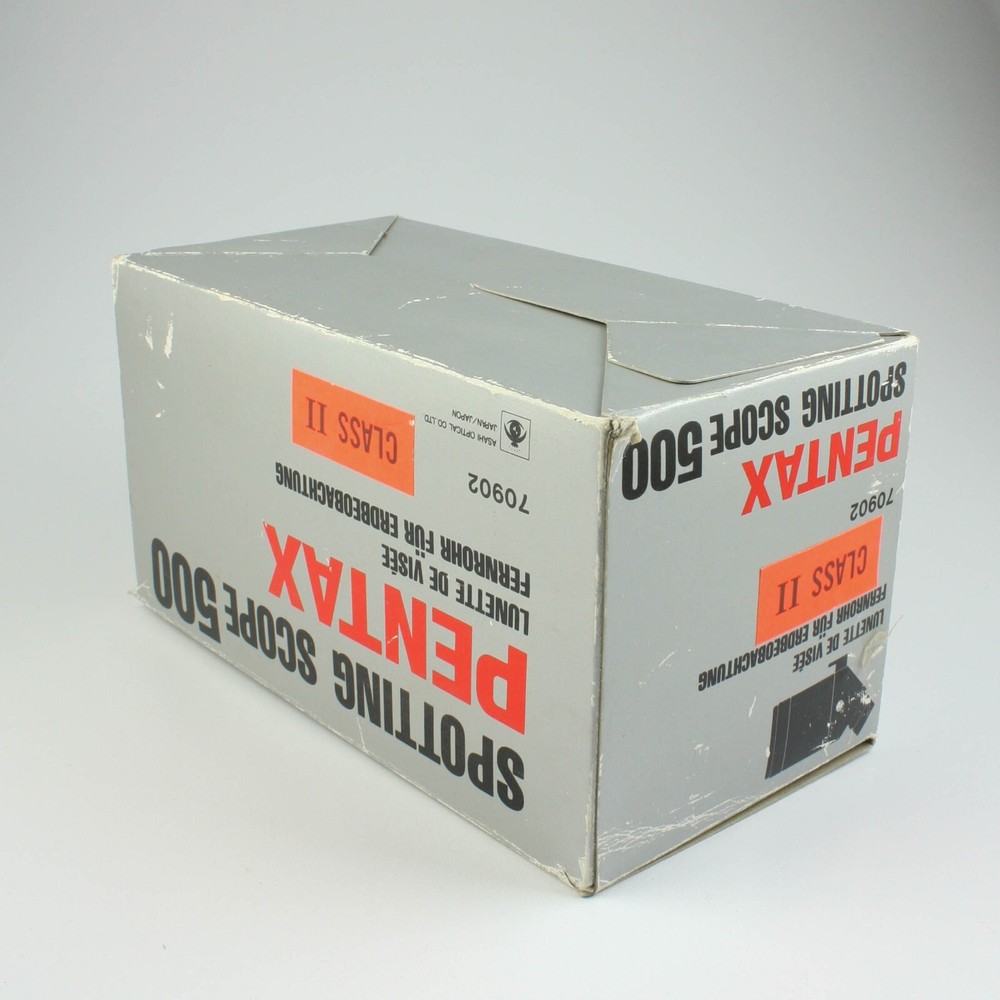 SPOTTING SCOPE 500
PENTAX
LUNETTE DE VISÉE
FERNROHR FÜR ERDBEOBACHTUNG
70902
CLASS II
ASAHI OPTICAL CO.,LTD.
JAPAN/JAPON
SPOTTING SCOPE 500
PENTAX
70902
CLASS II
LUNETTE DE VISÉE
FERNROHR FÜR ERDBEOBACHTUNG